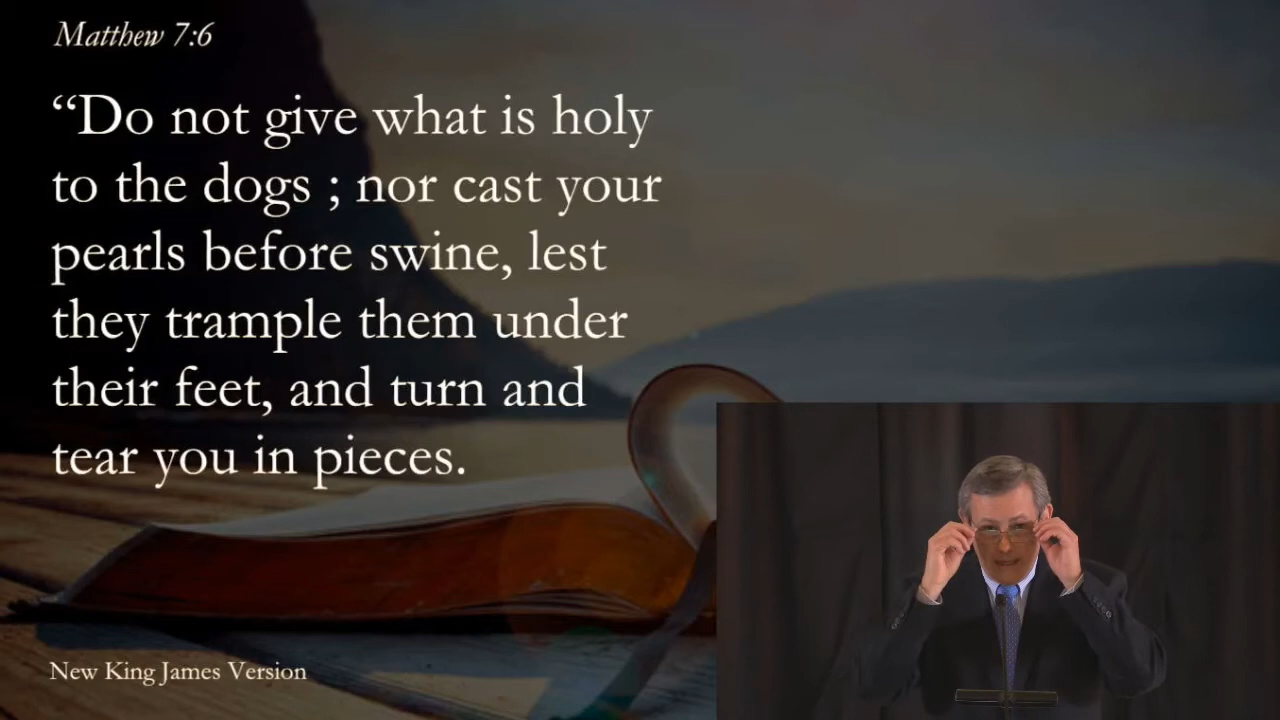 Matthew 7:6
“Do not give what is holy
to the dogs ; nor cast your
pearls before swine, lest
they trample them under
their feet, and turn and
tear you in pieces.
New King James Version